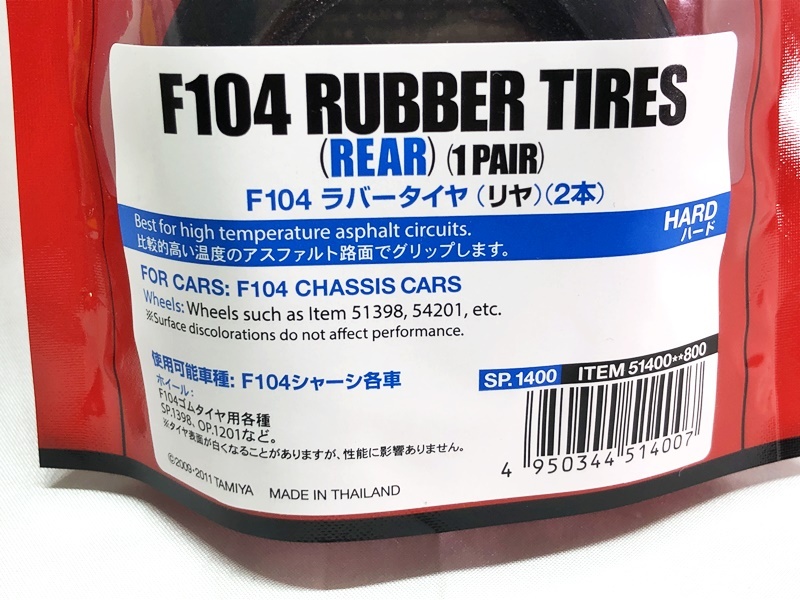 F104 RUBBER TIRES
(REAR) (1 PAIR)
F104 ラバータイヤ (リヤ)(2本)
Best for high temperature asphalt circuits.
比較的高い温度のアスファルト路面でグリップします。
HARD
ハード
FOR CARS: F104 CHASSIS CARS
Wheels: Wheels such as Item 51398, 54201, etc.
※Surface discolorations do not affect performance.
使用可能車種: F104シャーシ各車
ホイール:
F104ゴムタイヤ用各種
SP.1398、OP.1201など。
※タイヤ表面が白くなることがありますが、性能に影響ありません。
SP.1400 ITEM 51400**800
4 950344 514007
©2009・2011 TAMIYA MADE IN THAILAND